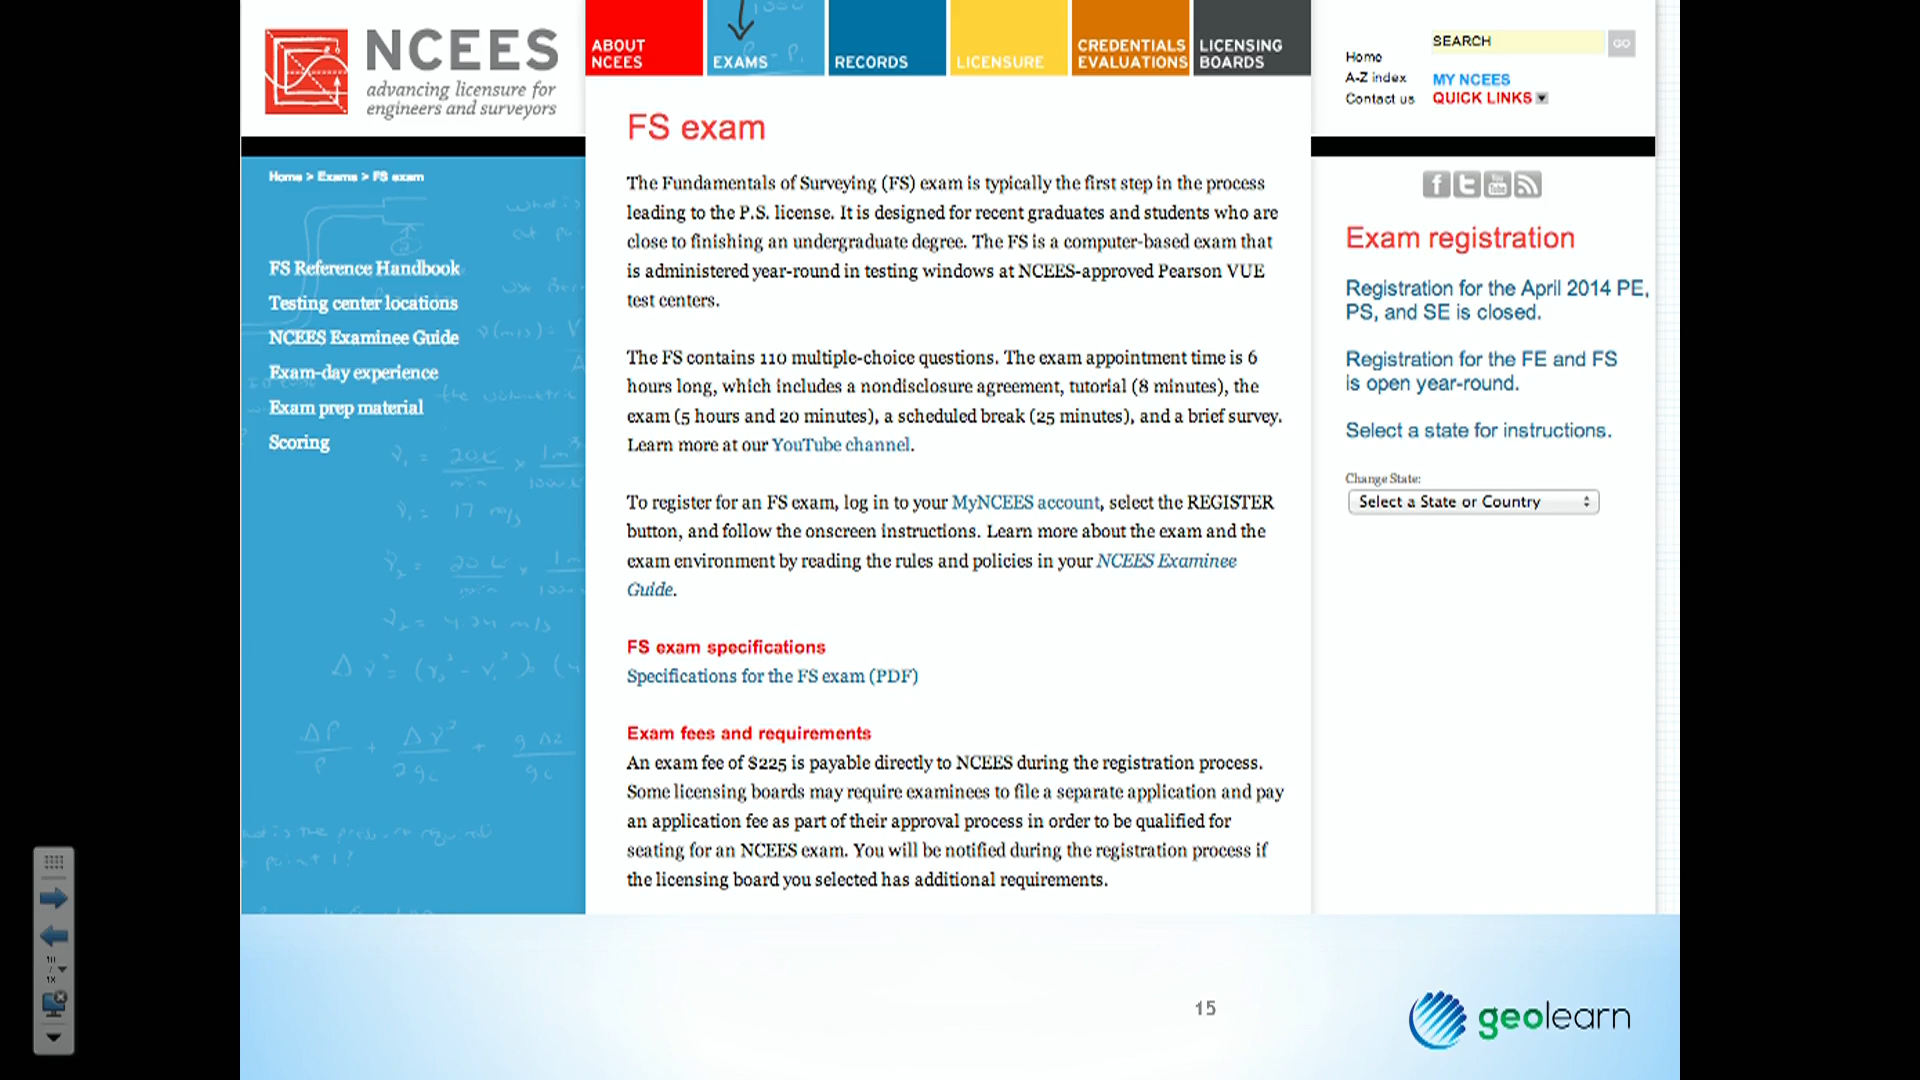 NCEES
advancing licensure for
engineers and surveyors
ABOUT
NCEES
EXAMS
RECORDS
LICENSURE
CREDENTIALS
EVALUATIONS
LICENSING
BOARDS
Home
A-Z index
Contact us
SEARCH
GO
MY NCEES
QUICK LINKS
Home > Exams > FS exam
FS Reference Handbook
Testing center locations
NCEES Examinee Guide
Exam-day experience
Exam prep material
Scoring
FS exam
The Fundamentals of Surveying (FS) exam is typically the first step in the process
leading to the P.S. license. It is designed for recent graduates and students who are
close to finishing an undergraduate degree. The FS is a computer-based exam that
is administered year-round in testing windows at NCEES-approved Pearson VUE
test centers.
The FS contains 110 multiple-choice questions. The exam appointment time is 6
hours long, which includes a nondisclosure agreement, tutorial (8 minutes), the
exam (5 hours and 20 minutes), a scheduled break (25 minutes), and a brief survey.
Learn more at our YouTube channel.
To register for an FS exam, log in to your MyNCEES account, select the REGISTER
button, and follow the onscreen instructions. Learn more about the exam and the
exam environment by reading the rules and policies in your NCEES Examinee
Guide.
FS exam specifications
Specifications for the FS exam (PDF)
Exam fees and requirements
An exam fee of $225 is payable directly to NCEES during the registration process.
Some licensing boards may require examinees to file a separate application and pay
an application fee as part of their approval process in order to be qualified for
seating for an NCEES exam. You will be notified during the registration process if
the licensing board you selected has additional requirements.
Exam registration
Registration for the April 2014 PE,
PS, and SE is closed.
Registration for the FE and FS
is open year-round.
Select a state for instructions.
Change State:
Select a State or Country
15
geolearn